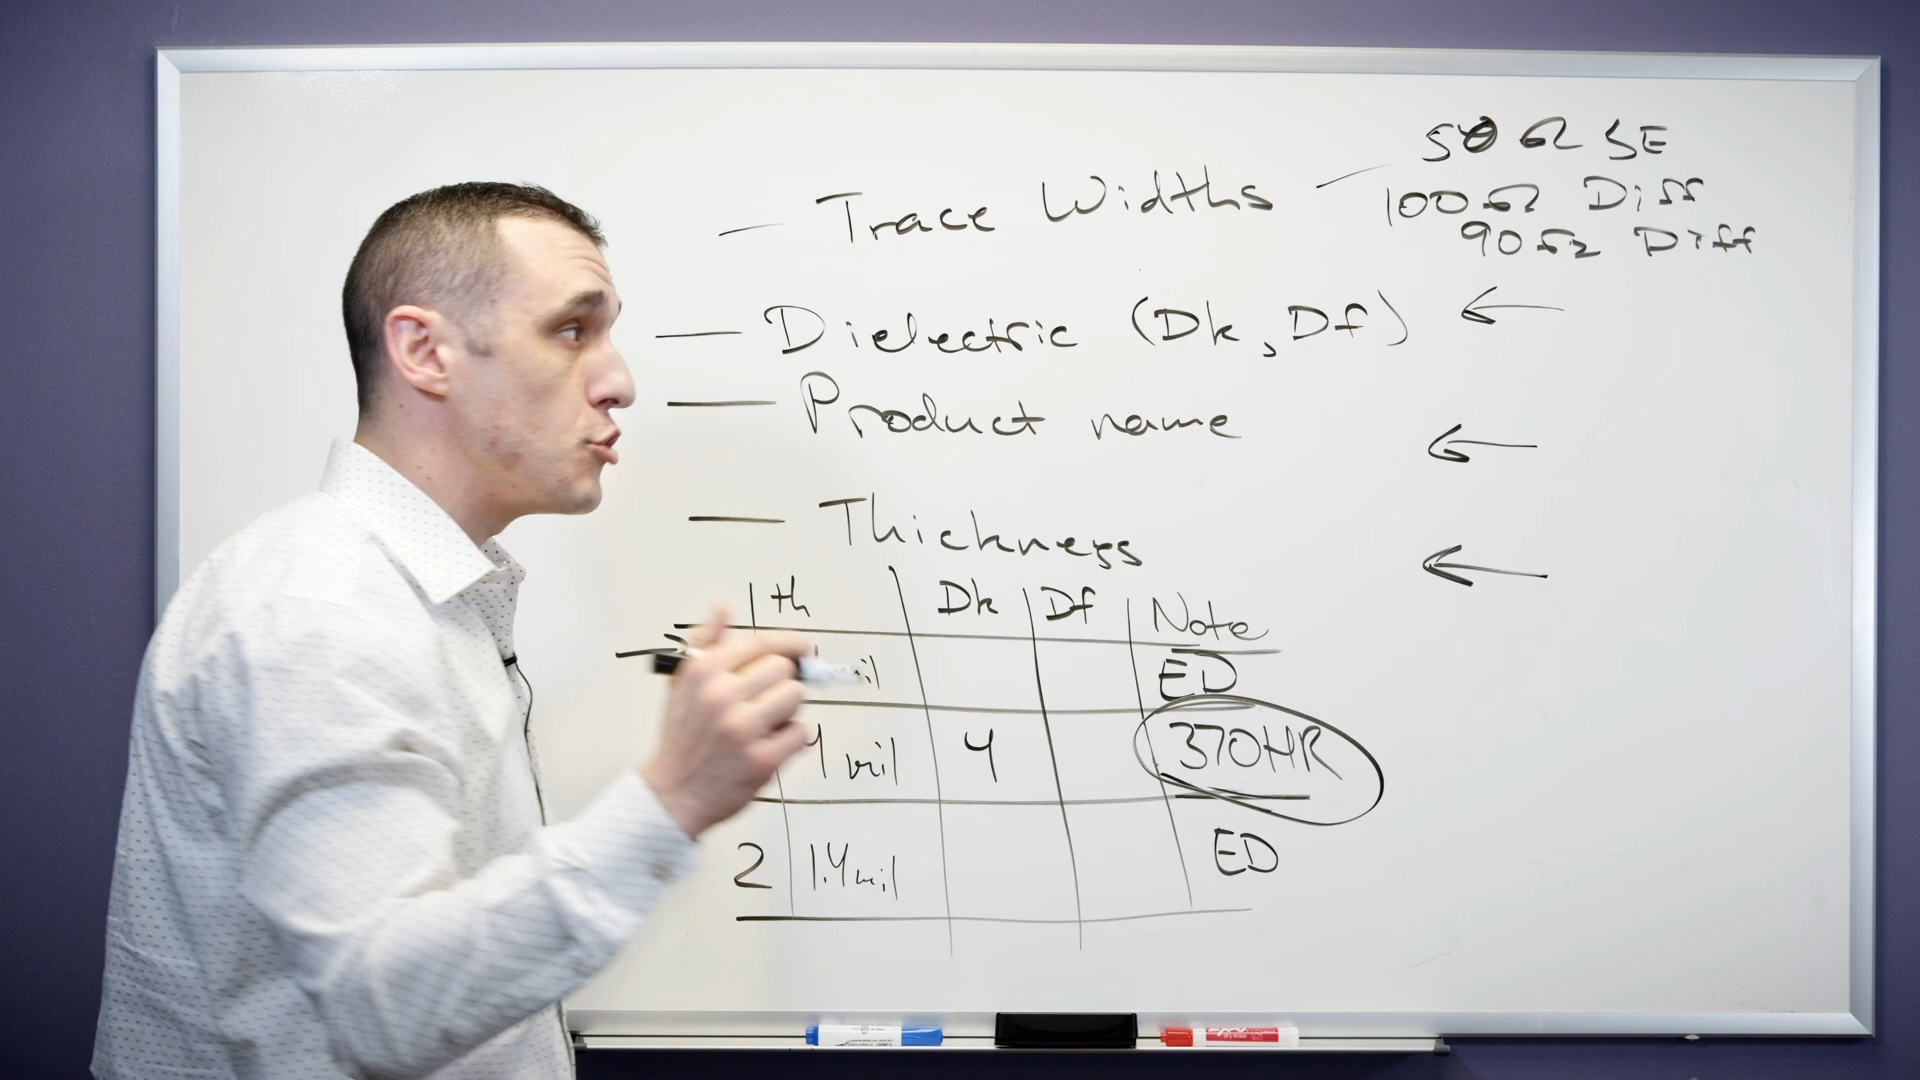 50 Ω SE
— Trace Widths — 100 Ω Diff
90 Ω Diff
— Dielectric (Dk, Df) ←
— Product name ←
— Thickness ←
th Dk Df Note
ED
4 mil 4 370HR
2 1.4 mil ED